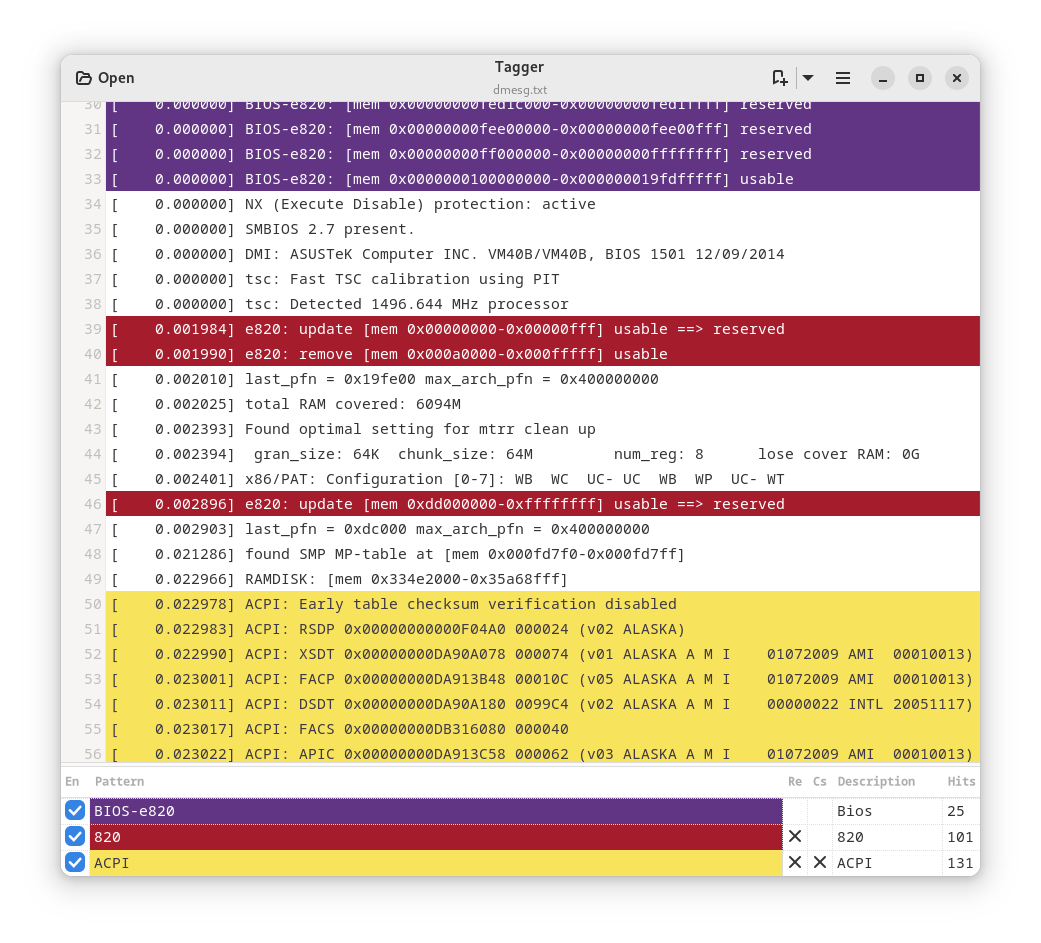 Open
Tagger
dmesg.txt
30 [    0.000000] BIOS-e820: [mem 0x00000000fed1c000-0x00000000fed1ffff] reserved
31 [    0.000000] BIOS-e820: [mem 0x00000000fee00000-0x00000000fee00fff] reserved
32 [    0.000000] BIOS-e820: [mem 0x00000000ff000000-0x00000000ffffffff] reserved
33 [    0.000000] BIOS-e820: [mem 0x0000000100000000-0x000000019fdfffff] usable
34 [    0.000000] NX (Execute Disable) protection: active
35 [    0.000000] SMBIOS 2.7 present.
36 [    0.000000] DMI: ASUSTeK Computer INC. VM40B/VM40B, BIOS 1501 12/09/2014
37 [    0.000000] tsc: Fast TSC calibration using PIT
38 [    0.000000] tsc: Detected 1496.644 MHz processor
39 [    0.001984] e820: update [mem 0x00000000-0x00000fff] usable ==> reserved
40 [    0.001990] e820: remove [mem 0x000a0000-0x000fffff] usable
41 [    0.002010] last_pfn = 0x19fe00 max_arch_pfn = 0x400000000
42 [    0.002025] total RAM covered: 6094M
43 [    0.002393] Found optimal setting for mtrr clean up
44 [    0.002394]  gran_size: 64K  chunk_size: 64M         num_reg: 8      lose cover RAM: 0G
45 [    0.002401] x86/PAT: Configuration [0-7]: WB  WC  UC- UC  WB  WP  UC- WT
46 [    0.002896] e820: update [mem 0xdd000000-0xffffffff] usable ==> reserved
47 [    0.002903] last_pfn = 0xdc000 max_arch_pfn = 0x400000000
48 [    0.021286] found SMP MP-table at [mem 0x000fd7f0-0x000fd7ff]
49 [    0.022966] RAMDISK: [mem 0x334e2000-0x35a68fff]
50 [    0.022978] ACPI: Early table checksum verification disabled
51 [    0.022983] ACPI: RSDP 0x00000000000F04A0 000024 (v02 ALASKA)
52 [    0.022990] ACPI: XSDT 0x00000000DA90A078 000074 (v01 ALASKA A M I    01072009 AMI  00010013)
53 [    0.023001] ACPI: FACP 0x00000000DA913B48 00010C (v05 ALASKA A M I    01072009 AMI  00010013)
54 [    0.023011] ACPI: DSDT 0x00000000DA90A180 0099C4 (v02 ALASKA A M I    00000022 INTL 20051117)
55 [    0.023017] ACPI: FACS 0x00000000DB316080 000040
56 [    0.023022] ACPI: APIC 0x00000000DA913C58 000062 (v03 ALASKA A M I    01072009 AMI  00010013)
En Pattern Re Cs Description Hits
BIOS-e820 Bios 25
820 820 101
ACPI ACPI 131